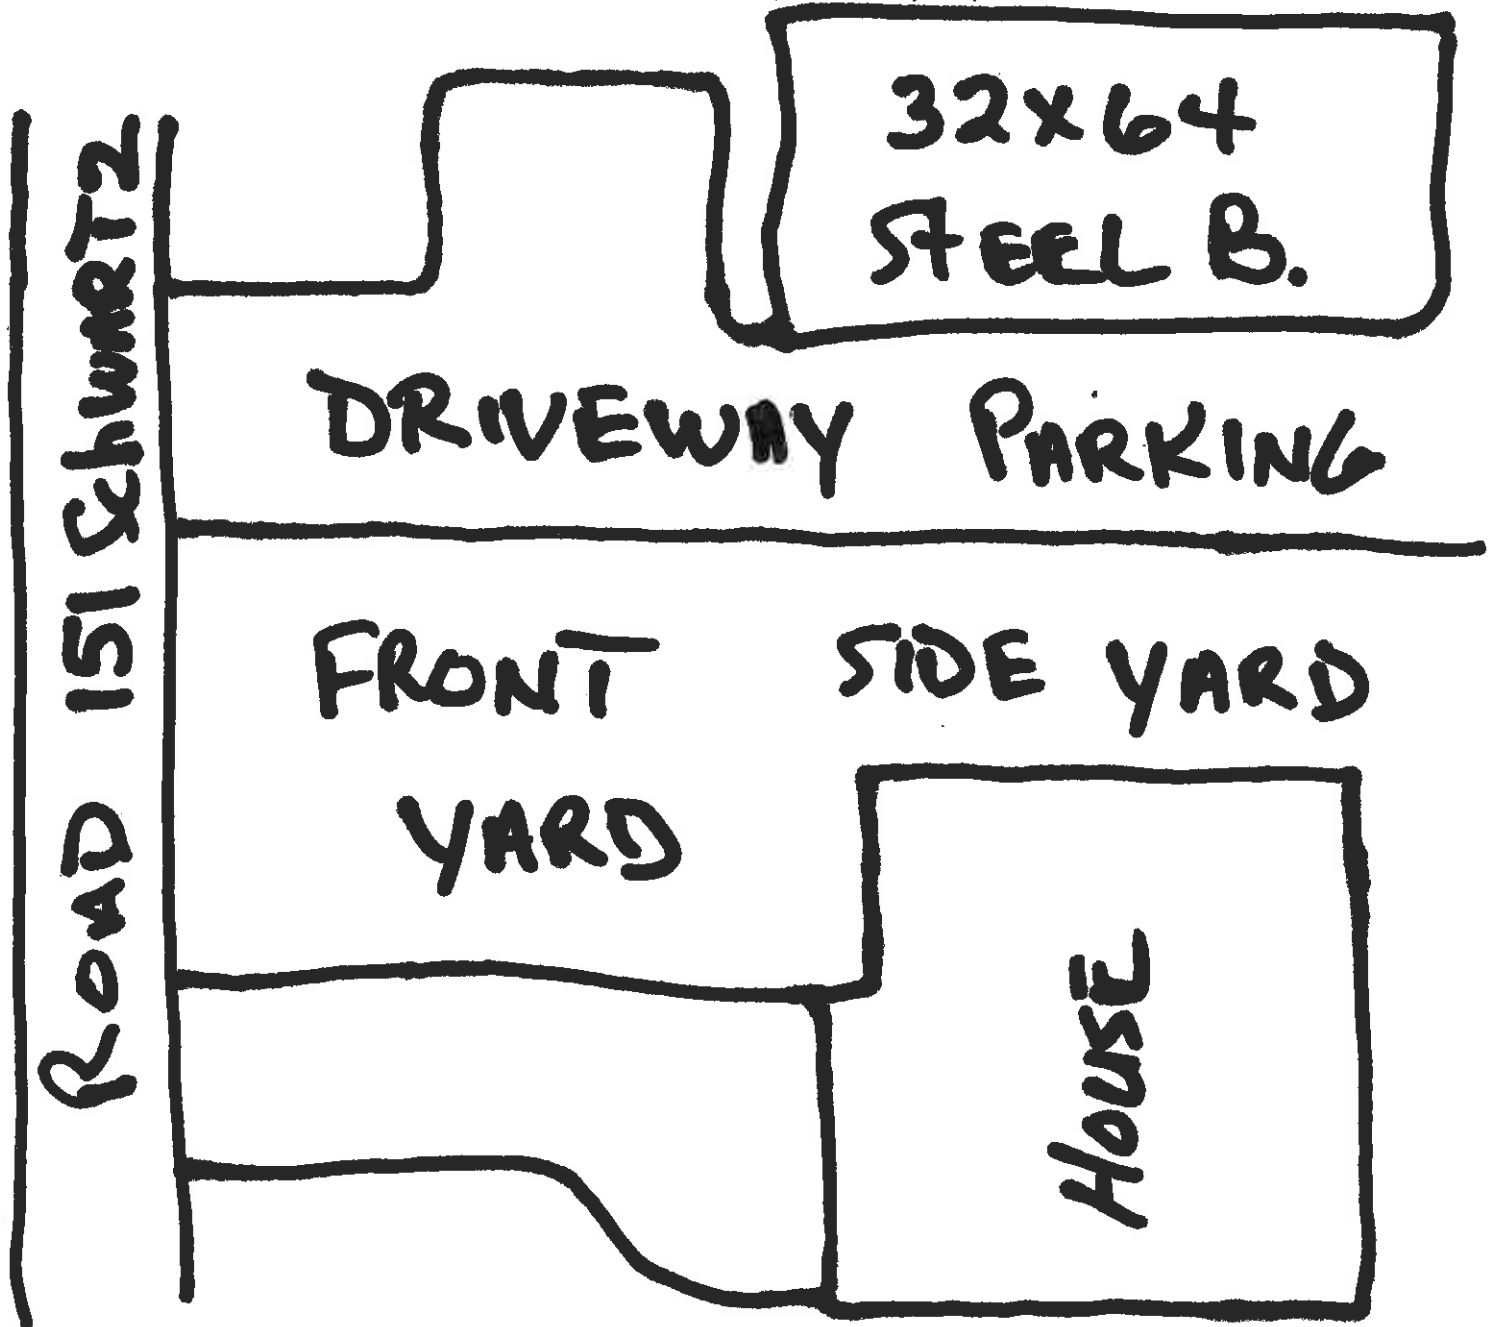 32x64
STEEL B.
DRIVEWAY PARKING
FRONT SIDE YARD
YARD
HOUSE
ROAD 151 SchwARTz